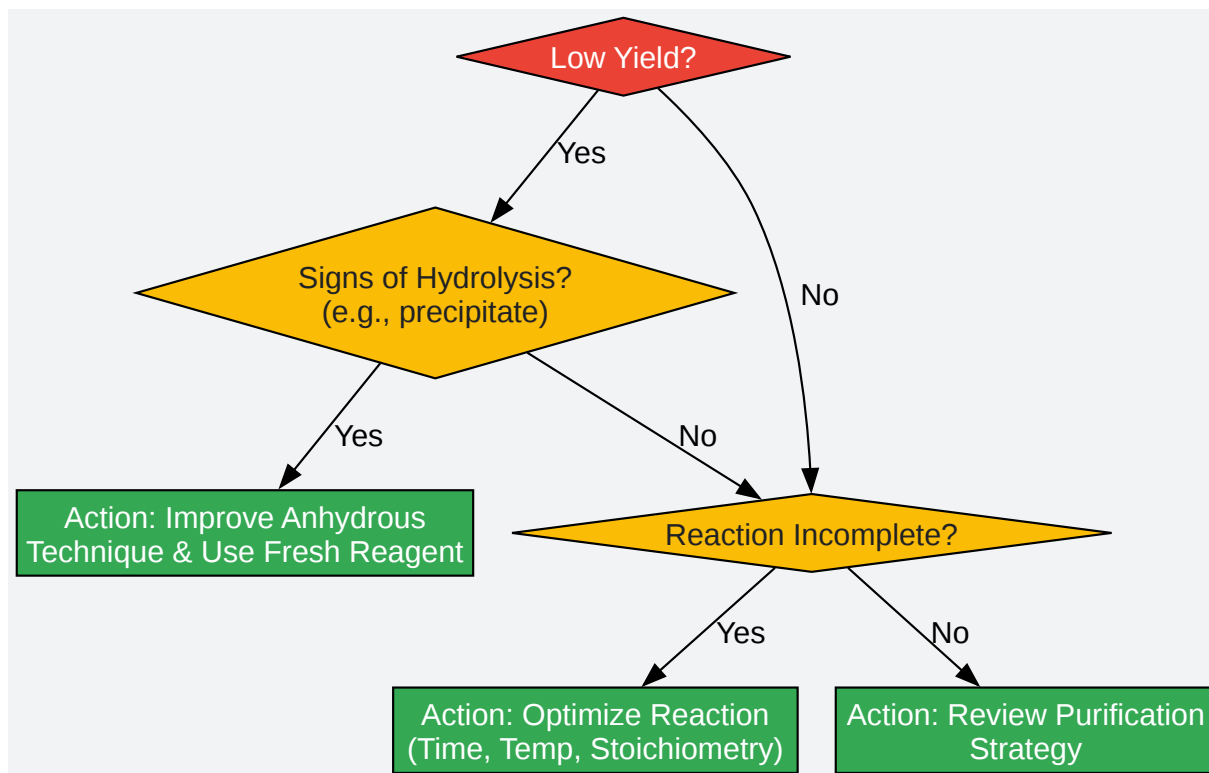 Low Yield?
Yes
Signs of Hydrolysis?
(e.g., precipitate)
No
Yes
No
Action: Improve Anhydrous
Technique & Use Fresh Reagent
Reaction Incomplete?
Yes
No
Action: Optimize Reaction
(Time, Temp, Stoichiometry)
Action: Review Purification
Strategy